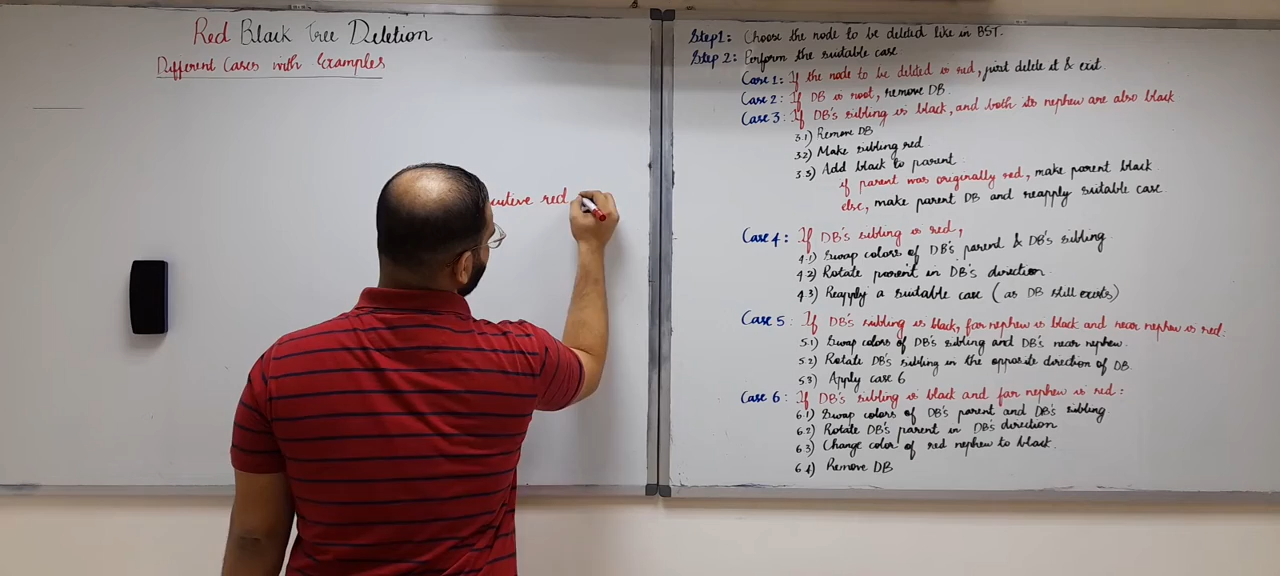 Red Black Tree Deletion
Different Cases with Examples
red
Step1: Choose the node to be deleted like in BST.
Step 2: Perform the suitable case.
Case 1: If the node to be deleted is red, just delete it & exit.
Case 2: If DB is root, remove DB.
Case 3: If DB's sibling is black, and both its nephew are also black
3.1) Remove DB
3.2) Make sibling red.
3.3) Add black to parent.
if parent was originally red, make parent black
else, make parent DB and reapply suitable case.
Case 4: If DB's sibling is red,
4.1) Swap colors of DB's parent & DB's sibling
4.2) Rotate parent in DB's direction.
4.3) Reapply a suitable case (as DB still exists)
Case 5: If DB's sibling is black, far nephew is black and near nephew is red.
5.1) Swap colors of DB's sibling and DB's near nephew.
5.2) Rotate DB's sibling in the opposite direction of DB.
5.3) Apply case 6
Case 6: If DB's sibling is black and far nephew is red:
6.1) Swap colors of DB's parent and DB's sibling
6.2) Rotate DB's parent in DB's direction
6.3) Change color of red nephew to black.
6.4) Remove DB